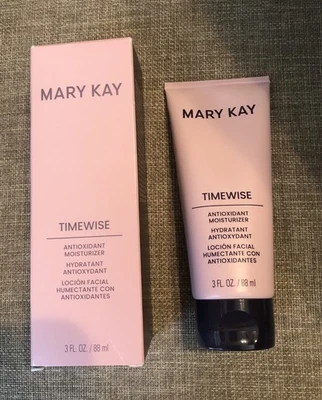 MARY KAY
TIMEWISE
ANTIOXIDANT
MOISTURIZER
HYDRATANT
ANTIOXYDANT
LOCIÓN FACIAL
HUMECTANTE CON
ANTIOXIDANTES
3 FL. OZ. / 88 ml
MARY KAY
TIMEWISE
ANTIOXIDANT
MOISTURIZER
HYDRATANT
ANTIOXYDANT
LOCIÓN FACIAL
HUMECTANTE CON
ANTIOXIDANTES
3 FL. OZ. / 88 ml